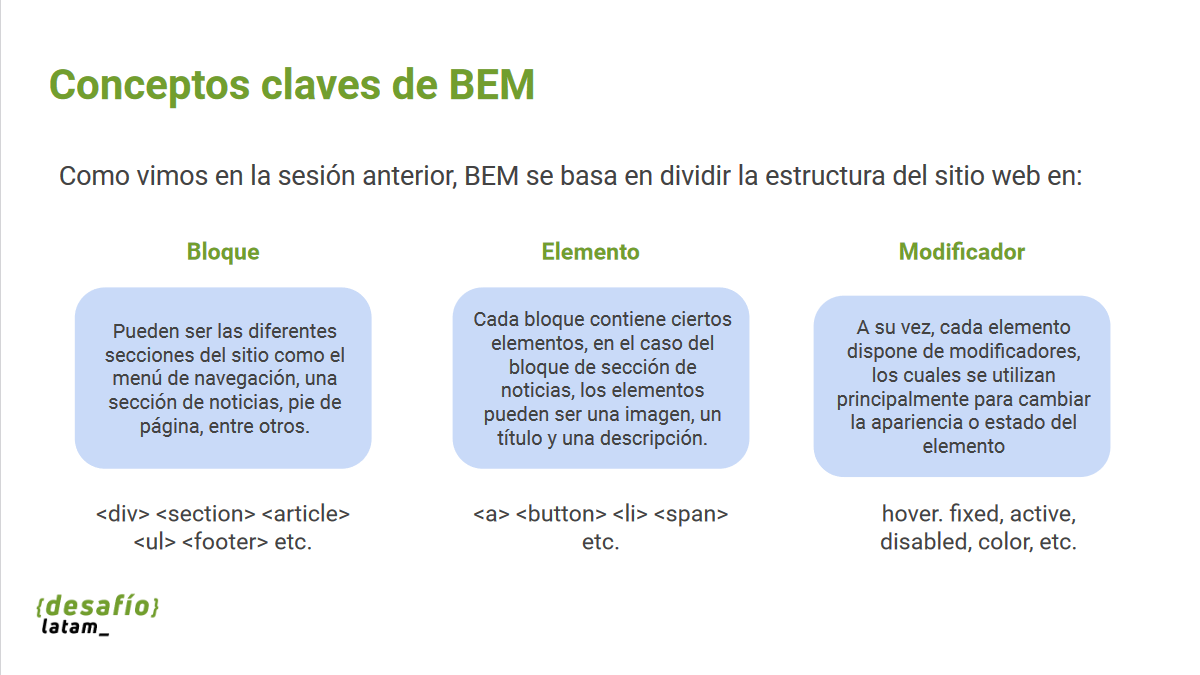 Conceptos claves de BEM
Como vimos en la sesión anterior, BEM se basa en dividir la estructura del sitio web en:
Bloque
Pueden ser las diferentes
secciones del sitio como el
menú de navegación, una
sección de noticias, pie de
página, entre otros.
<div> <section> <article>
<ul> <footer> etc.
Elemento
Cada bloque contiene ciertos
elementos, en el caso del
bloque de sección de
noticias, los elementos
pueden ser una imagen, un
título y una descripción.
<a> <button> <li> <span>
etc.
Modificador
A su vez, cada elemento
dispone de modificadores,
los cuales se utilizan
principalmente para cambiar
la apariencia o estado del
elemento
hover. fixed, active,
disabled, color, etc.
{desafío}
latam_